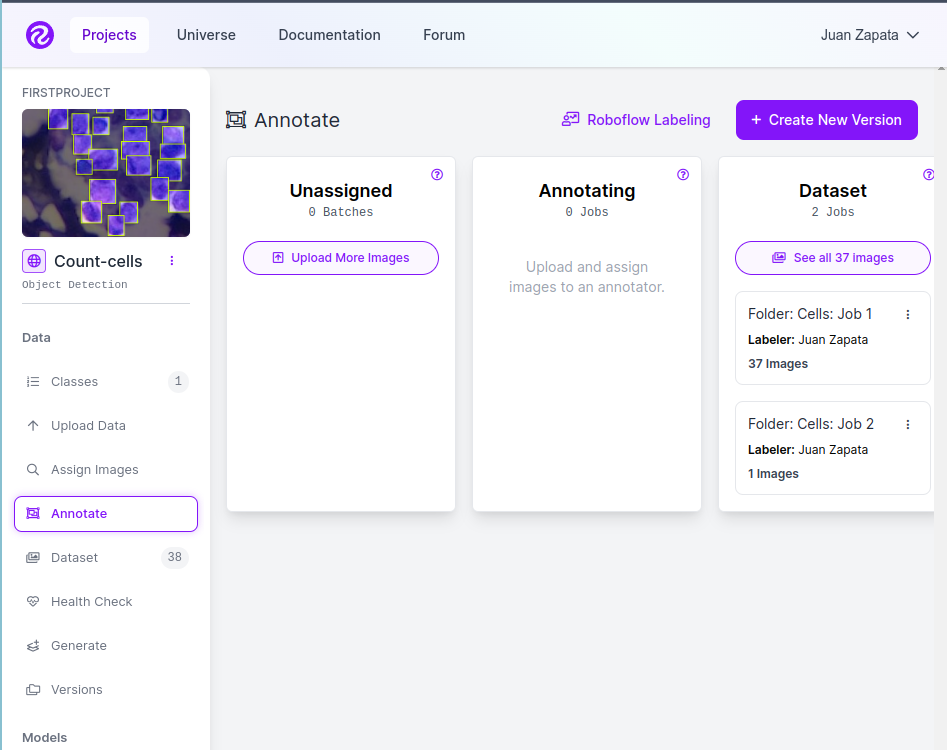 Projects
Universe
Documentation
Forum
Juan Zapata
FIRSTPROJECT
Count-cells
Object Detection
Data
Classes
1
Upload Data
Assign Images
Annotate
Dataset
38
Health Check
Generate
Versions
Models
Annotate
Roboflow Labeling
+ Create New Version
Unassigned
0 Batches
Upload More Images
Annotating
0 Jobs
Upload and assign
images to an annotator.
Dataset
2 Jobs
See all 37 images
Folder: Cells: Job 1
Labeler: Juan Zapata
37 Images
Folder: Cells: Job 2
Labeler: Juan Zapata
1 Images